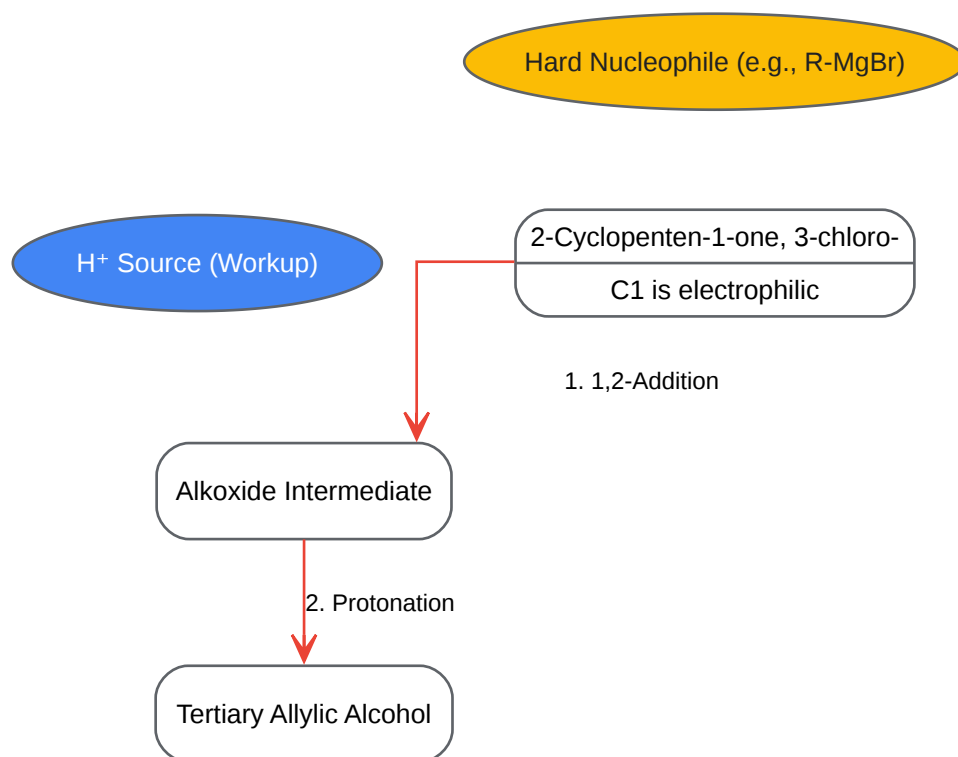 Hard Nucleophile (e.g., R-MgBr)
H⁺ Source (Workup)
2-Cyclopenten-1-one, 3-chloro-
C1 is electrophilic
1. 1,2-Addition
Alkoxide Intermediate
2. Protonation
Tertiary Allylic Alcohol